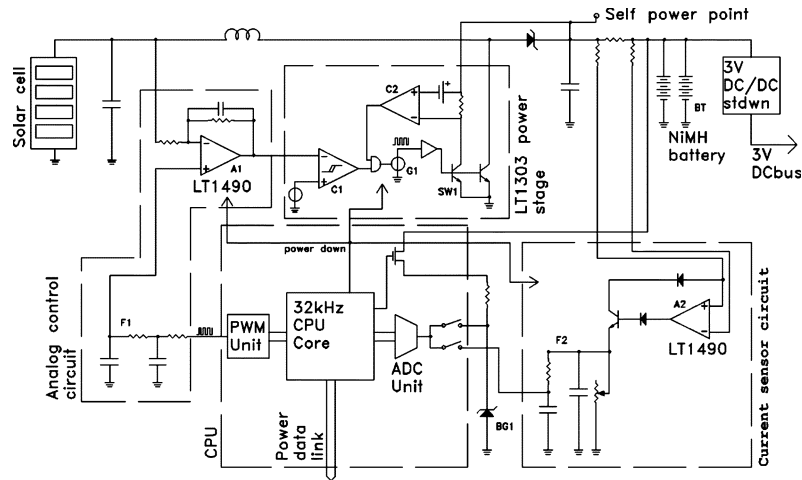 Self power point
Solar cell
C2
+
BT
3V
DC/DC
stdwn
NiMH
battery
3V
DCbus
A1
LT1490
C1
G1
SW1
LT1303 power
stage
power down
Analog control
circuit
F1
PWM
Unit
32kHz
CPU
Core
ADC
Unit
CPU
Power
data
link
BG1
F2
A2
LT1490
Current sensor circuit